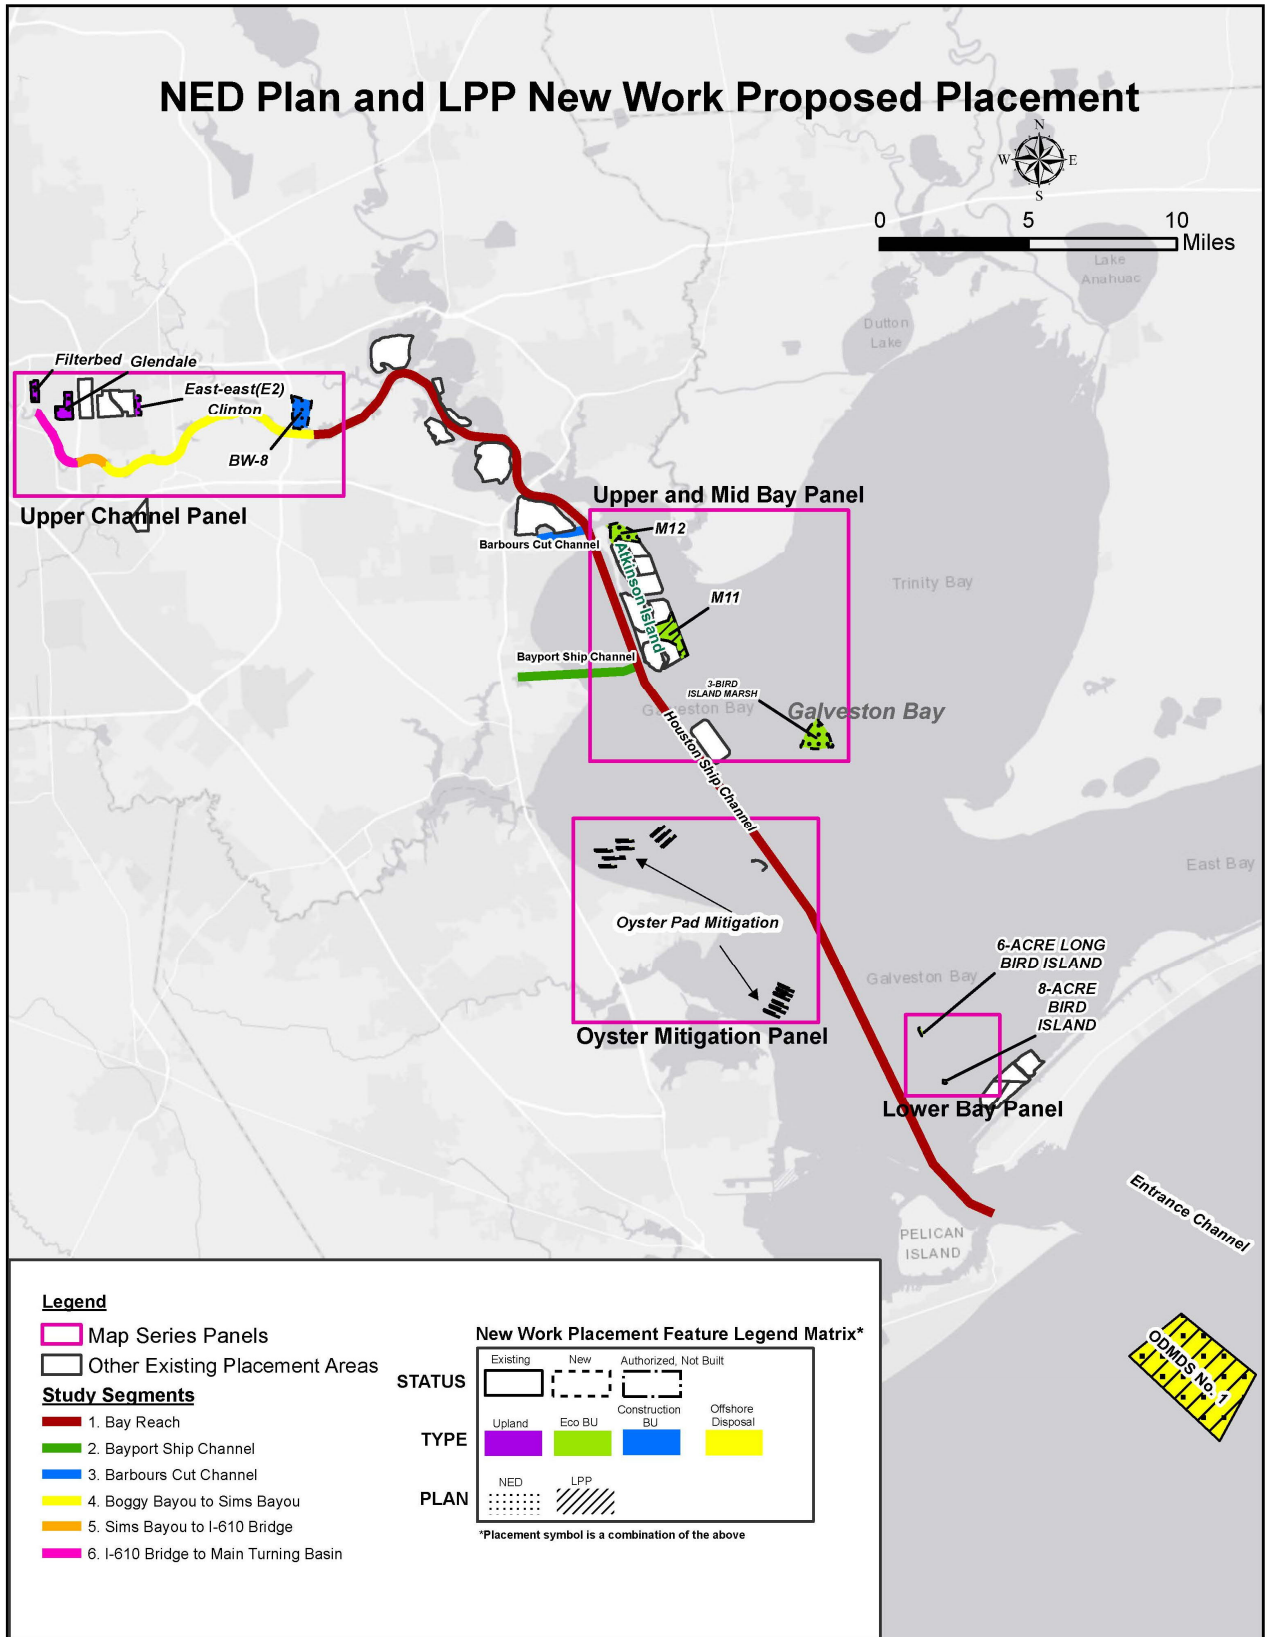 NED Plan and LPP New Work Proposed Placement
N
W
E
S
0 5 10
Miles
Lake
Anahuac
Dutton
Lake
Filterbed
Glendale
East-east(E2)
Clinton
BW-8
Upper Channel Panel
Upper and Mid Bay Panel
M12
Barbours Cut Channel
Atkinson Island
Trinity Bay
M11
Bayport Ship Channel
3-BIRD
ISLAND MARSH
Galveston Bay
Galveston Bay
Houston Ship Channel
East Bay
Oyster Pad Mitigation
6-ACRE LONG
BIRD ISLAND
Galveston Bay
8-ACRE
BIRD
ISLAND
Oyster Mitigation Panel
Lower Bay Panel
Entrance Channel
PELICAN
ISLAND
ODMDS No. 1
Legend
Map Series Panels
Other Existing Placement Areas
Study Segments
1. Bay Reach
2. Bayport Ship Channel
3. Barbours Cut Channel
4. Boggy Bayou to Sims Bayou
5. Sims Bayou to I-610 Bridge
6. I-610 Bridge to Main Turning Basin
New Work Placement Feature Legend Matrix*
Existing New Authorized, Not Built
STATUS
Upland Eco BU Construction BU Offshore Disposal
TYPE
NED LPP
PLAN
*Placement symbol is a combination of the above